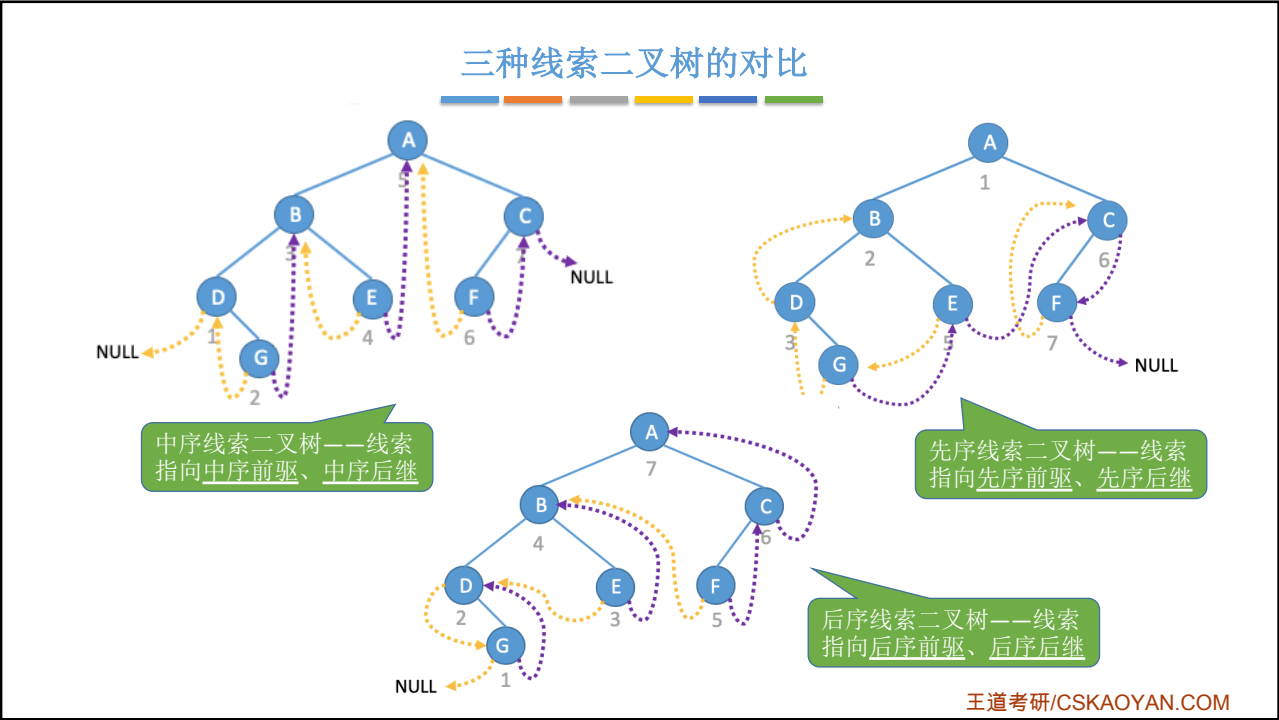 三种线索二叉树的对比
A
5
B
3
C
7
D
1
E
4
F
6
G
2
NULL
NULL
中序线索二叉树——线索
指向中序前驱、中序后继
A
1
B
2
C
6
D
3
E
5
F
7
G
NULL
先序线索二叉树——线索
指向先序前驱、先序后继
A
7
B
4
C
6
D
2
E
3
F
5
G
1
NULL
后序线索二叉树——线索
指向后序前驱、后序后继
王道考研/CSKAOYAN.COM